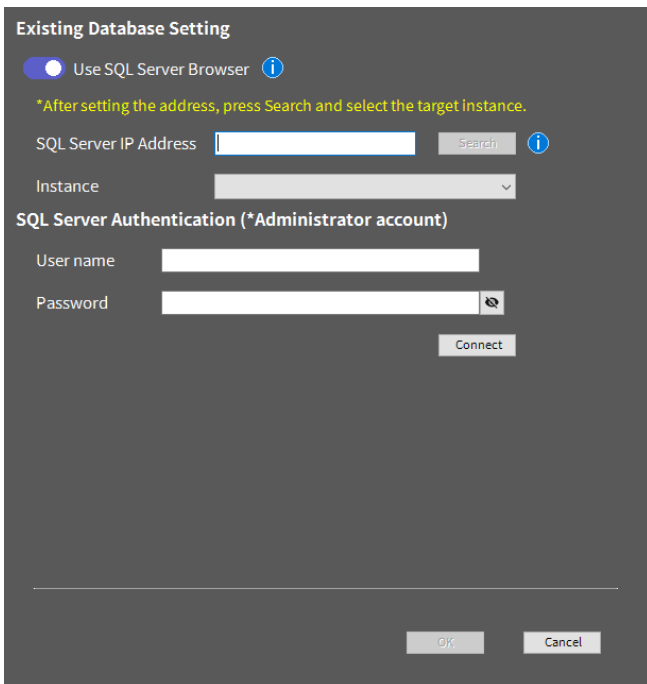 Existing Database Setting
Use SQL Server Browser
*After setting the address, press Search and select the target instance.
SQL Server IP Address
Search
Instance
SQL Server Authentication (*Administrator account)
User name
Password
Connect
OK
Cancel